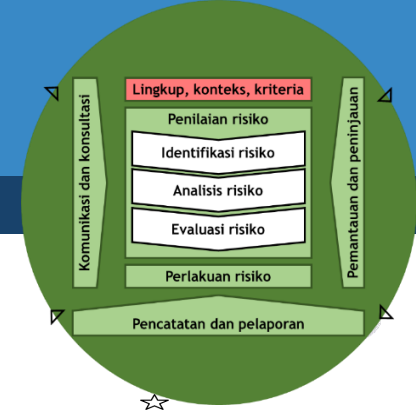 Lingkup, konteks, kriteria
Komunikasi dan konsultasi
Penilaian risiko
Identifikasi risiko
Analisis risiko
Evaluasi risiko
Pemantauan dan peninjauan
Perlakuan risiko
Pencatatan dan pelaporan